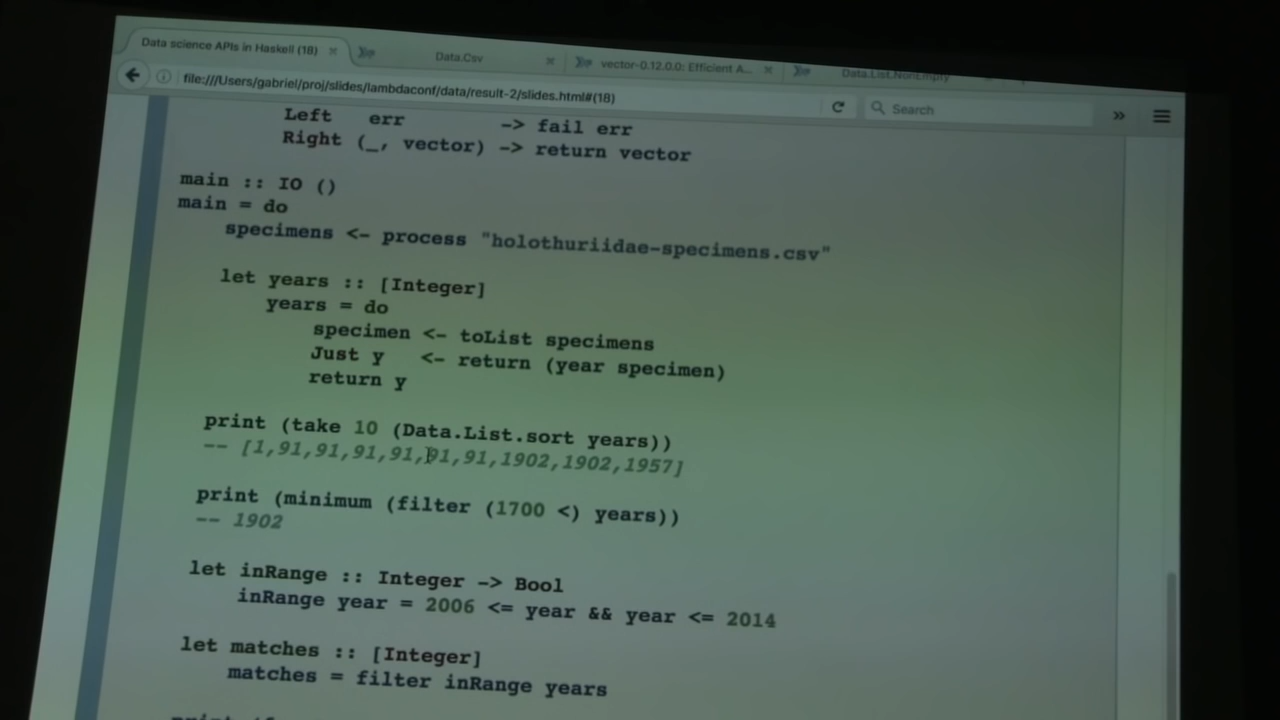 Data science APIs in Haskell (18)
Data.Csv
vector-0.12.0.0: Efficient A...
Data.List.NonEmpty
file:///Users/gabriel/proj/slides/lambdaconf/data/result-2/slides.html#(18)
Search
Left err -> fail err
Right (_, vector) -> return vector
main :: IO ()
main = do
specimens <- process "holothuriidae-specimens.csv"
let years :: [Integer]
years = do
specimen <- toList specimens
Just y <- return (year specimen)
return y
print (take 10 (Data.List.sort years))
-- [1,91,91,91,91,91,91,1902,1902,1957]
print (minimum (filter (1700 <) years))
-- 1902
let inRange :: Integer -> Bool
inRange year = 2006 <= year && year <= 2014
let matches :: [Integer]
matches = filter inRange years